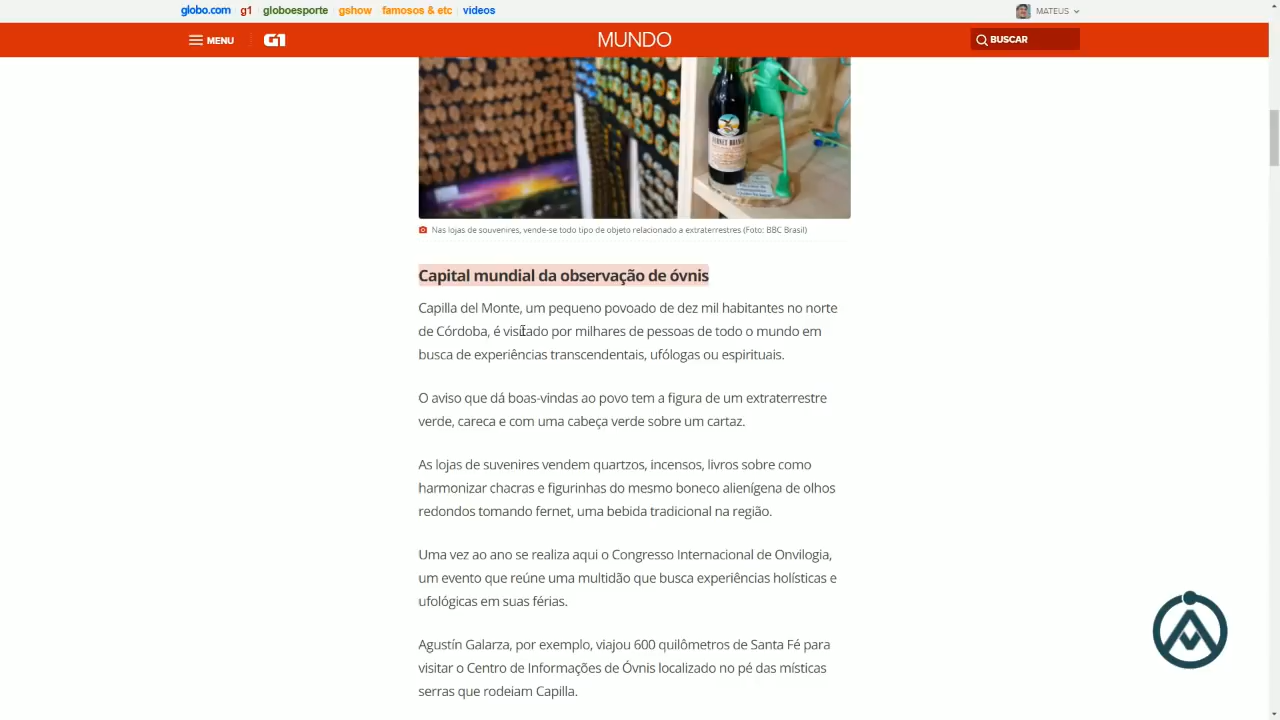 globo.com g1 globoesporte gshow famosos & etc videos MATEUS
MENU G1 MUNDO BUSCAR
FERNET BRANCA
Nas lojas de souvenires, vende-se todo tipo de objeto relacionado a extraterrestres (Foto: BBC Brasil)
Capital mundial da observação de óvnis
Capilla del Monte, um pequeno povoado de dez mil habitantes no norte
de Córdoba, é visitado por milhares de pessoas de todo o mundo em
busca de experiências transcendentais, ufólogas ou espirituais.
O aviso que dá boas-vindas ao povo tem a figura de um extraterrestre
verde, careca e com uma cabeça verde sobre um cartaz.
As lojas de suvenires vendem quartzos, incensos, livros sobre como
harmonizar chacras e figurinhas do mesmo boneco alienígena de olhos
redondos tomando fernet, uma bebida tradicional na região.
Uma vez ao ano se realiza aqui o Congresso Internacional de Onvilogia,
um evento que reúne uma multidão que busca experiências holísticas e
ufológicas em suas férias.
Agustín Galarza, por exemplo, viajou 600 quilômetros de Santa Fé para
visitar o Centro de Informações de Óvnis localizado no pé das místicas
serras que rodeiam Capilla.